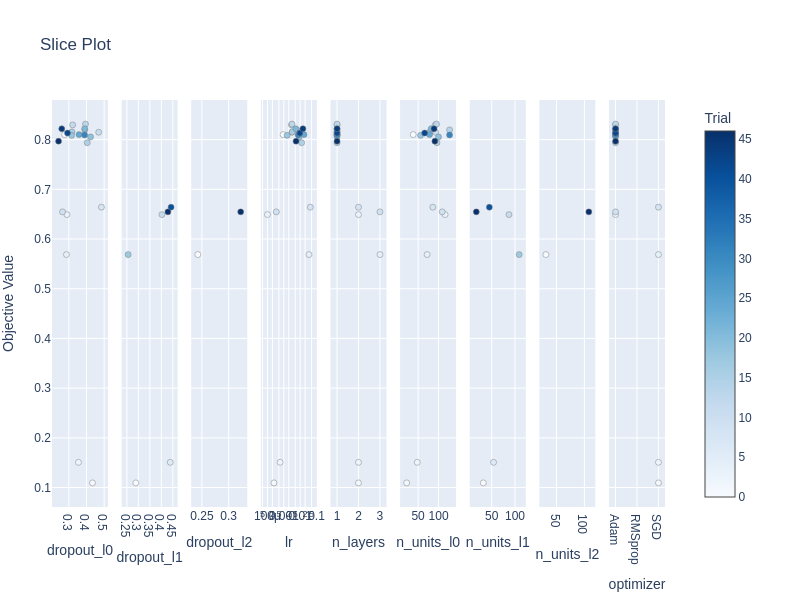 Slice Plot
Trial
45
40
35
30
25
20
15
10
5
0
Objective Value
0.8
0.7
0.6
0.5
0.4
0.3
0.2
0.1
0.3 0.4 0.5
dropout_l0
0.25 0.3 0.35 0.4 0.45
dropout_l1
0.25 0.3
dropout_l2
0.1
lr
1 2 3
n_layers
50 100
n_units_l0
50 100
n_units_l1
50 100
n_units_l2
Adam RMSprop SGD
optimizer